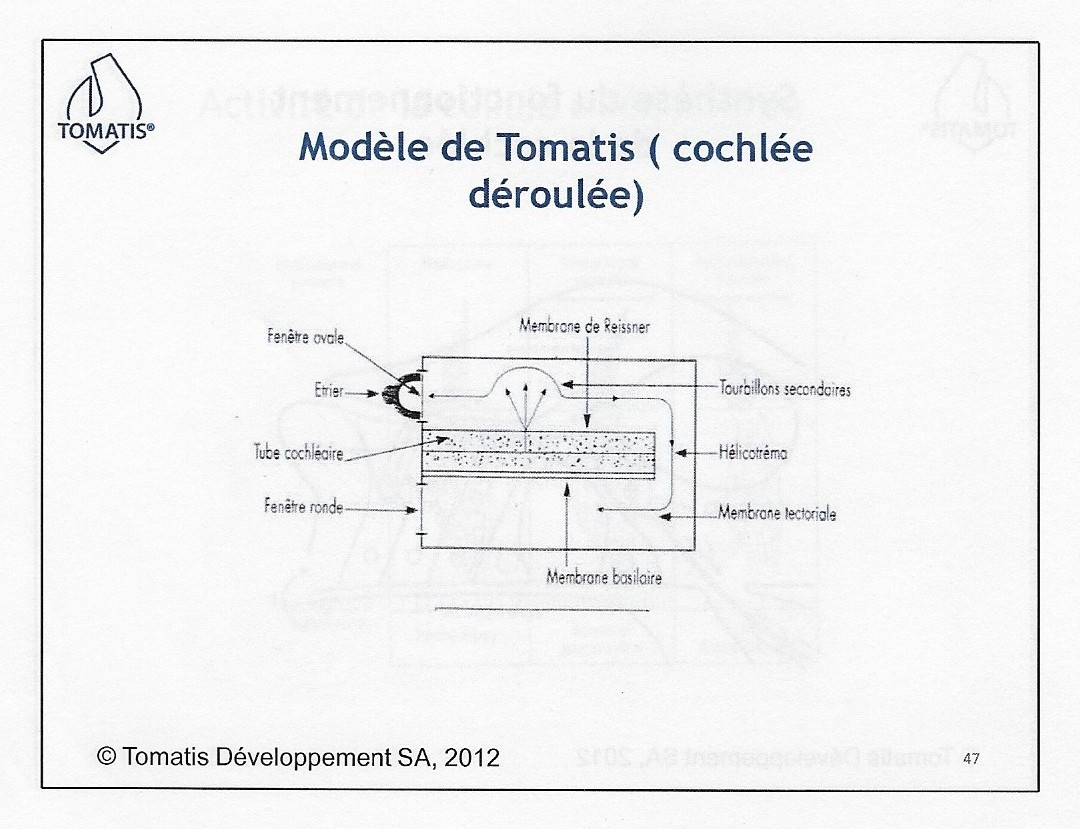 TOMATIS®
Modèle de Tomatis ( cochlée
déroulée)
Membrane de Reissner
Fenêtre ovale
Etrier
Tourbillons secondaires
Tube cochléaire
Hélicotréma
Fenêtre ronde
Membrane tectoriale
Membrane basilaire
© Tomatis Développement SA, 2012
47